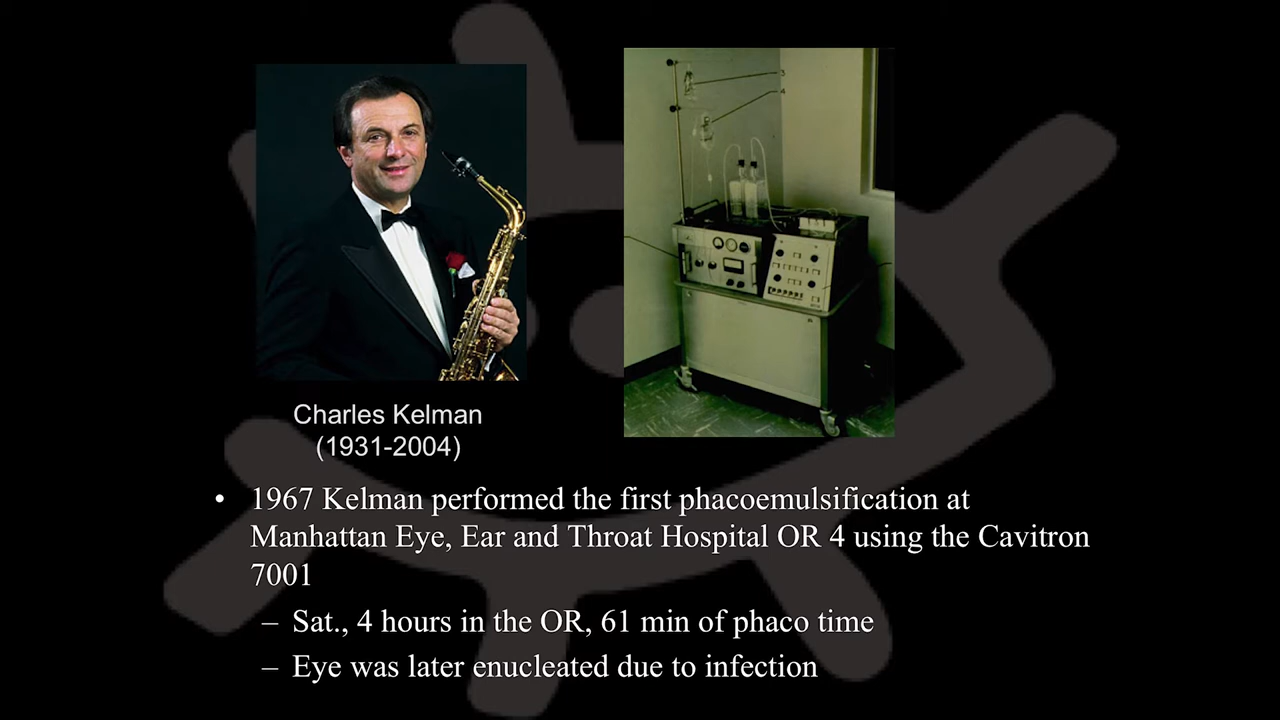 3
4
Charles Kelman
(1931-2004)
• 1967 Kelman performed the first phacoemulsification at
Manhattan Eye, Ear and Throat Hospital OR 4 using the Cavitron
7001
– Sat., 4 hours in the OR, 61 min of phaco time
– Eye was later enucleated due to infection